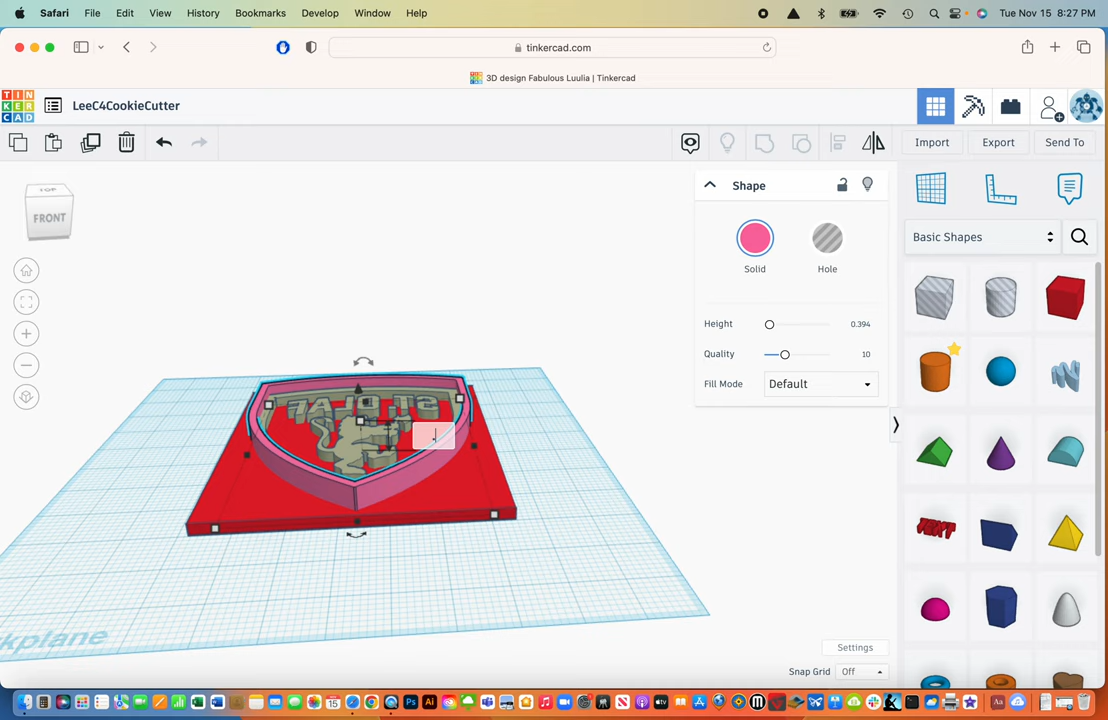 Safari File Edit View History Bookmarks Develop Window Help Tue Nov 15 8:27 PM
tinkercad.com
3D design Fabulous Luulia | Tinkercad
TIN
KER
CAD
LeeC4CookieCutter
Import Export Send To
TOP
FRONT
Shape
Solid Hole
Height 0.394
Quality 10
Fill Mode Default
Basic Shapes
TEXT
Settings
Snap Grid Off